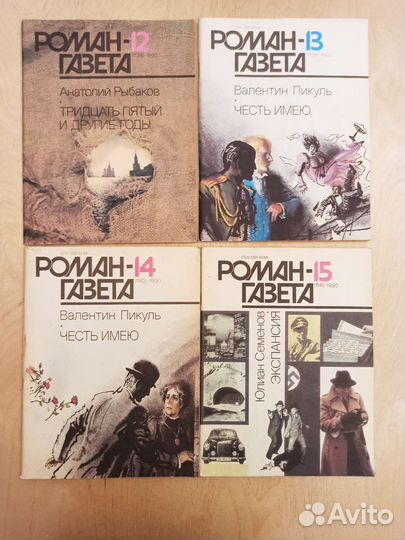 РОМАН-12
ГАЗЕТА
Анатолий Рыбаков
ТРИДЦАТЬ ПЯТЫЙ
И ДРУГИЕ ГОДЫ
РОМАН-13
ГАЗЕТА
Валентин Пикуль
ЧЕСТЬ ИМЕЮ
РОМАН-14
ГАЗЕТА
Валентин Пикуль
ЧЕСТЬ ИМЕЮ
РОМАН-15
ГАЗЕТА
Юлиан Семенов
ЭКСПАНСИЯ
Avito